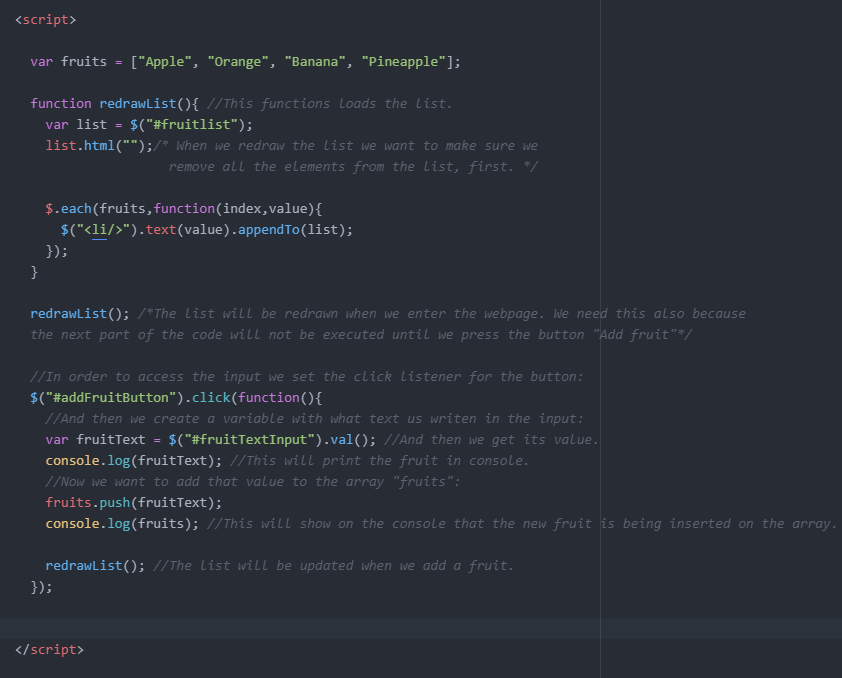 <script>
var fruits = ["Apple", "Orange", "Banana", "Pineapple"];
function redrawList(){ //This functions loads the list.
var list = $("#fruitlist");
list.html("");/* When we redraw the list we want to make sure we
remove all the elements from the list, first. */
$.each(fruits,function(index,value){
$("<li/>").text(value).appendTo(list);
});
}
redrawList(); /*The list will be redrawn when we enter the webpage. We need this also because
the next part of the code will not be executed until we press the button "Add fruit"*/
//In order to access the input we set the click listener for the button:
$("#addFruitButton").click(function(){
//And then we create a variable with what text us writen in the input:
var fruitText = $("#fruitTextInput").val(); //And then we get its value.
console.log(fruitText); //This will print the fruit in console.
//Now we want to add that value to the array "fruits":
fruits.push(fruitText);
console.log(fruits); //This will show on the console that the new fruit is being inserted on the array.
redrawList(); //The list will be updated when we add a fruit.
});
</script>